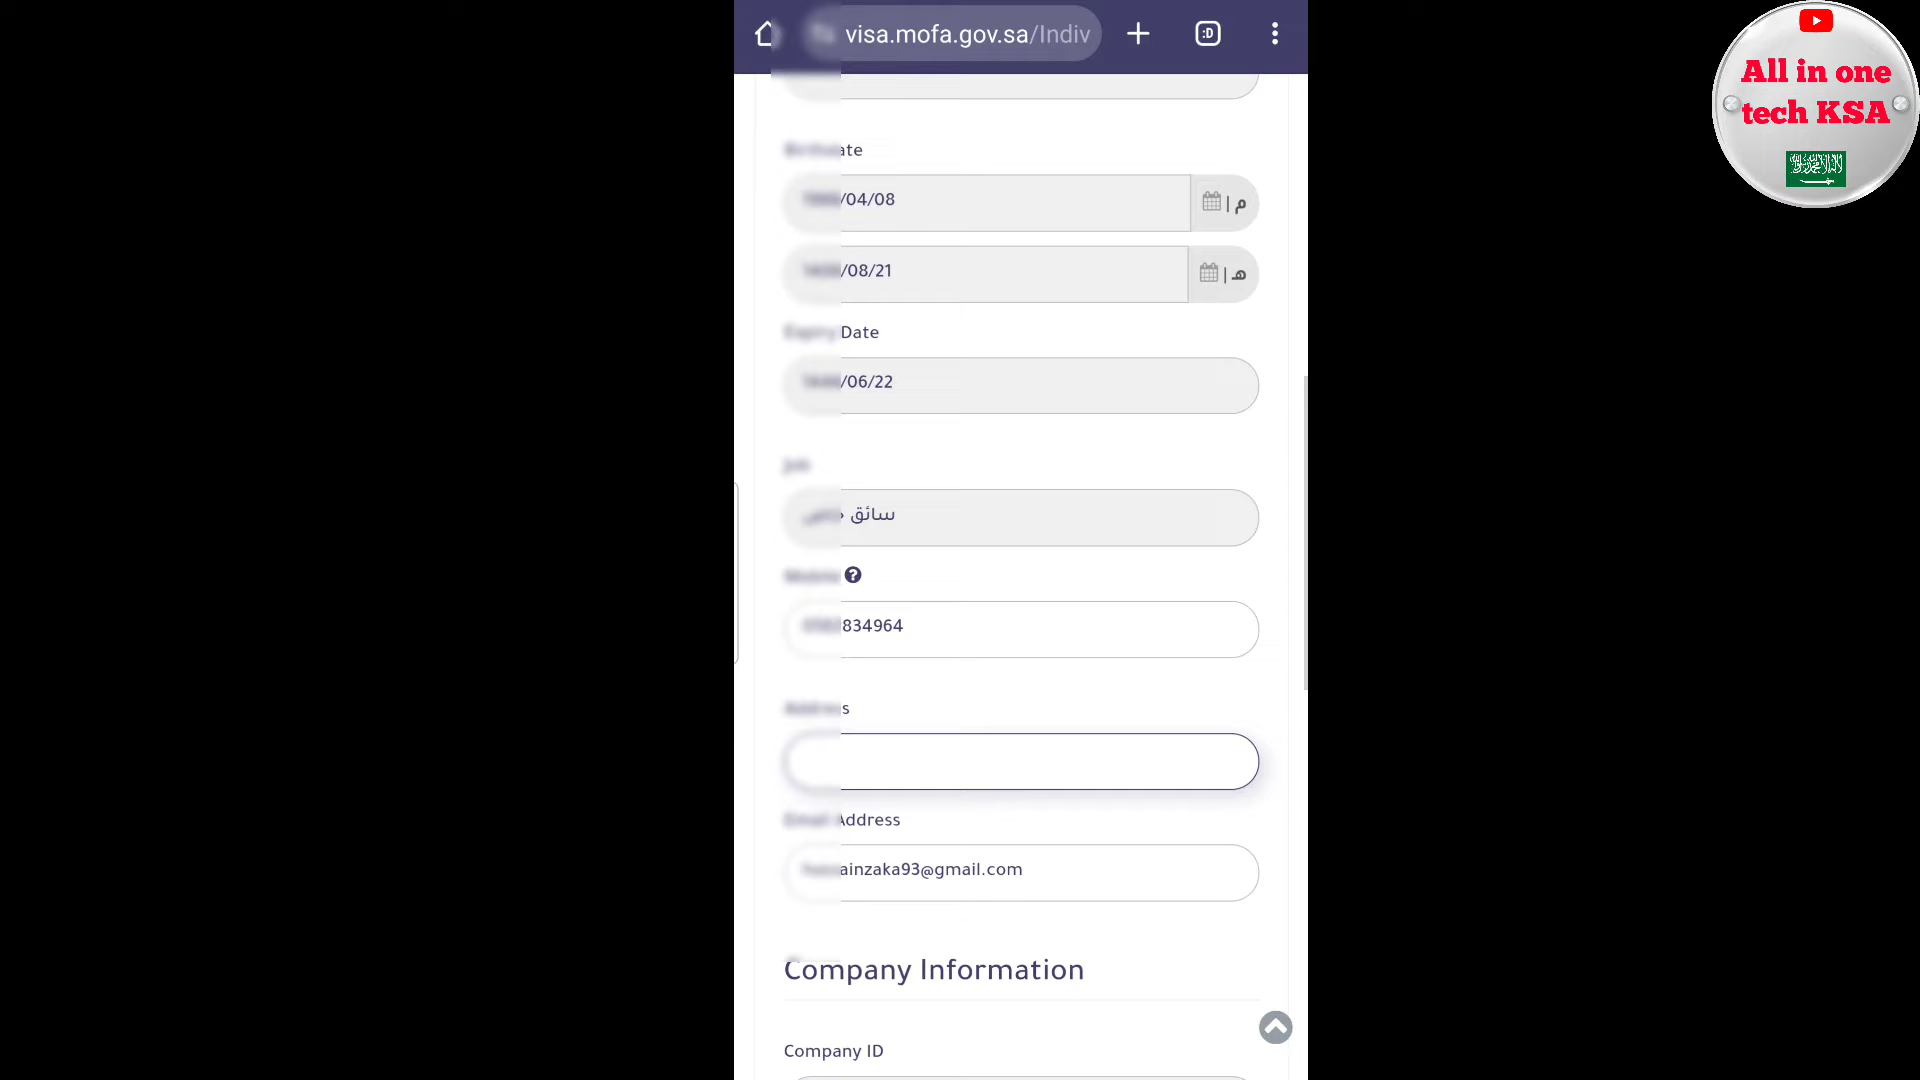 visa.mofa.gov.sa/Indiv
:D
All in one
tech KSA
ate
/04/08
م |
/08/21
هـ |
Date
/06/22
سائق
?
834964
s
Address
ainzaka93@gmail.com
Company Information
Company ID